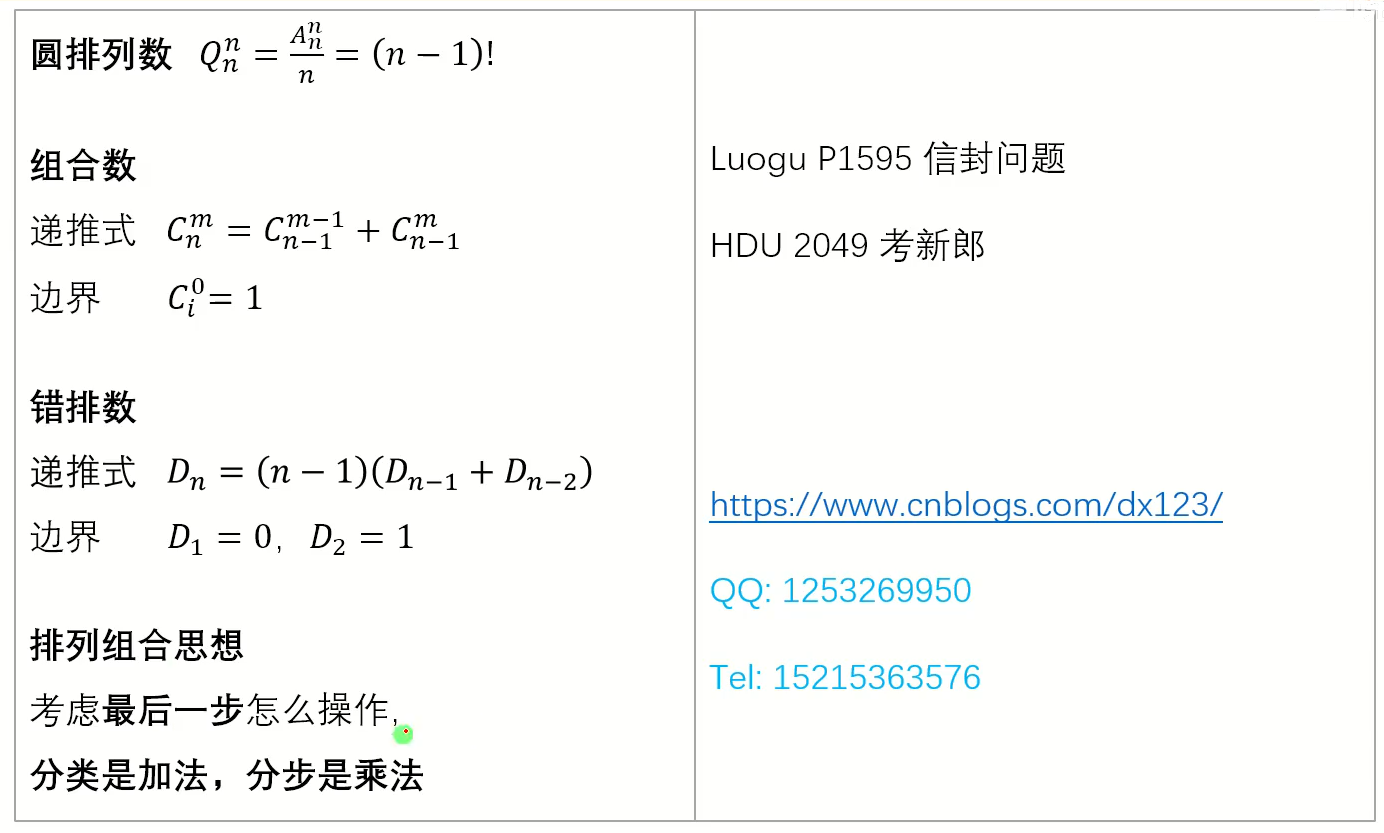 圆排列数 $Q_n^n = \frac{A_n^n}{n} = (n-1)!$
组合数
递推式 $C_n^m = C_{n-1}^{m-1} + C_{n-1}^m$
边界 $C_i^0 = 1$
错排数
递推式 $D_n = (n-1)(D_{n-1} + D_{n-2})$
边界 $D_1 = 0, D_2 = 1$
排列组合思想
考虑最后一步怎么操作,
分类是加法，分步是乘法
Luogu P1595 信封问题
HDU 2049 考新郎
https://www.cnblogs.com/dx123/
QQ: 1253269950
Tel: 15215363576